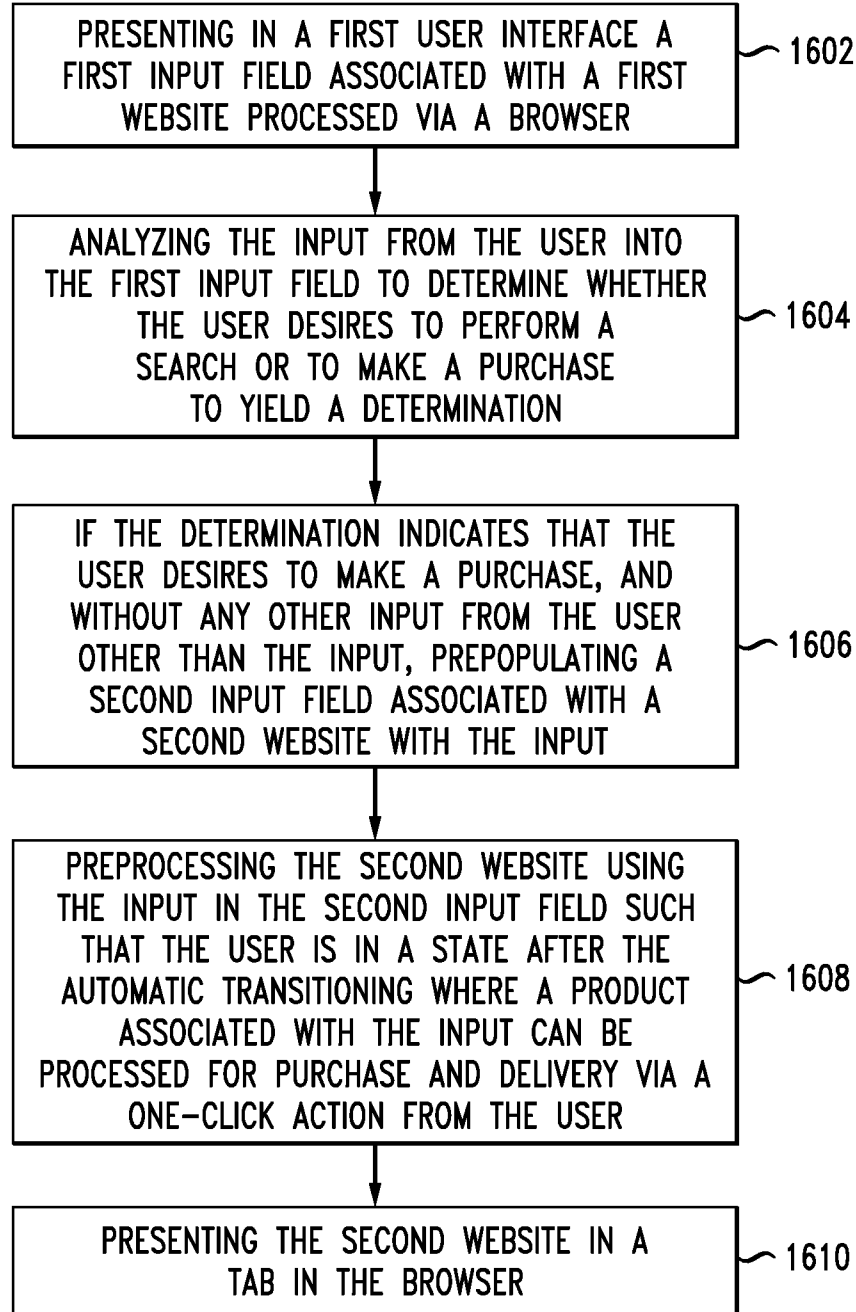 PRESENTING IN A FIRST USER INTERFACE A
FIRST INPUT FIELD ASSOCIATED WITH A FIRST
WEBSITE PROCESSED VIA A BROWSER
1602
ANALYZING THE INPUT FROM THE USER INTO
THE FIRST INPUT FIELD TO DETERMINE WHETHER
THE USER DESIRES TO PERFORM A
SEARCH OR TO MAKE A PURCHASE
TO YIELD A DETERMINATION
1604
IF THE DETERMINATION INDICATES THAT THE
USER DESIRES TO MAKE A PURCHASE, AND
WITHOUT ANY OTHER INPUT FROM THE USER
OTHER THAN THE INPUT, PREPOPULATING A
SECOND INPUT FIELD ASSOCIATED WITH A
SECOND WEBSITE WITH THE INPUT
1606
PREPROCESSING THE SECOND WEBSITE USING
THE INPUT IN THE SECOND INPUT FIELD SUCH
THAT THE USER IS IN A STATE AFTER THE
AUTOMATIC TRANSITIONING WHERE A PRODUCT
ASSOCIATED WITH THE INPUT CAN BE
PROCESSED FOR PURCHASE AND DELIVERY VIA A
ONE-CLICK ACTION FROM THE USER
1608
PRESENTING THE SECOND WEBSITE IN A
TAB IN THE BROWSER
1610